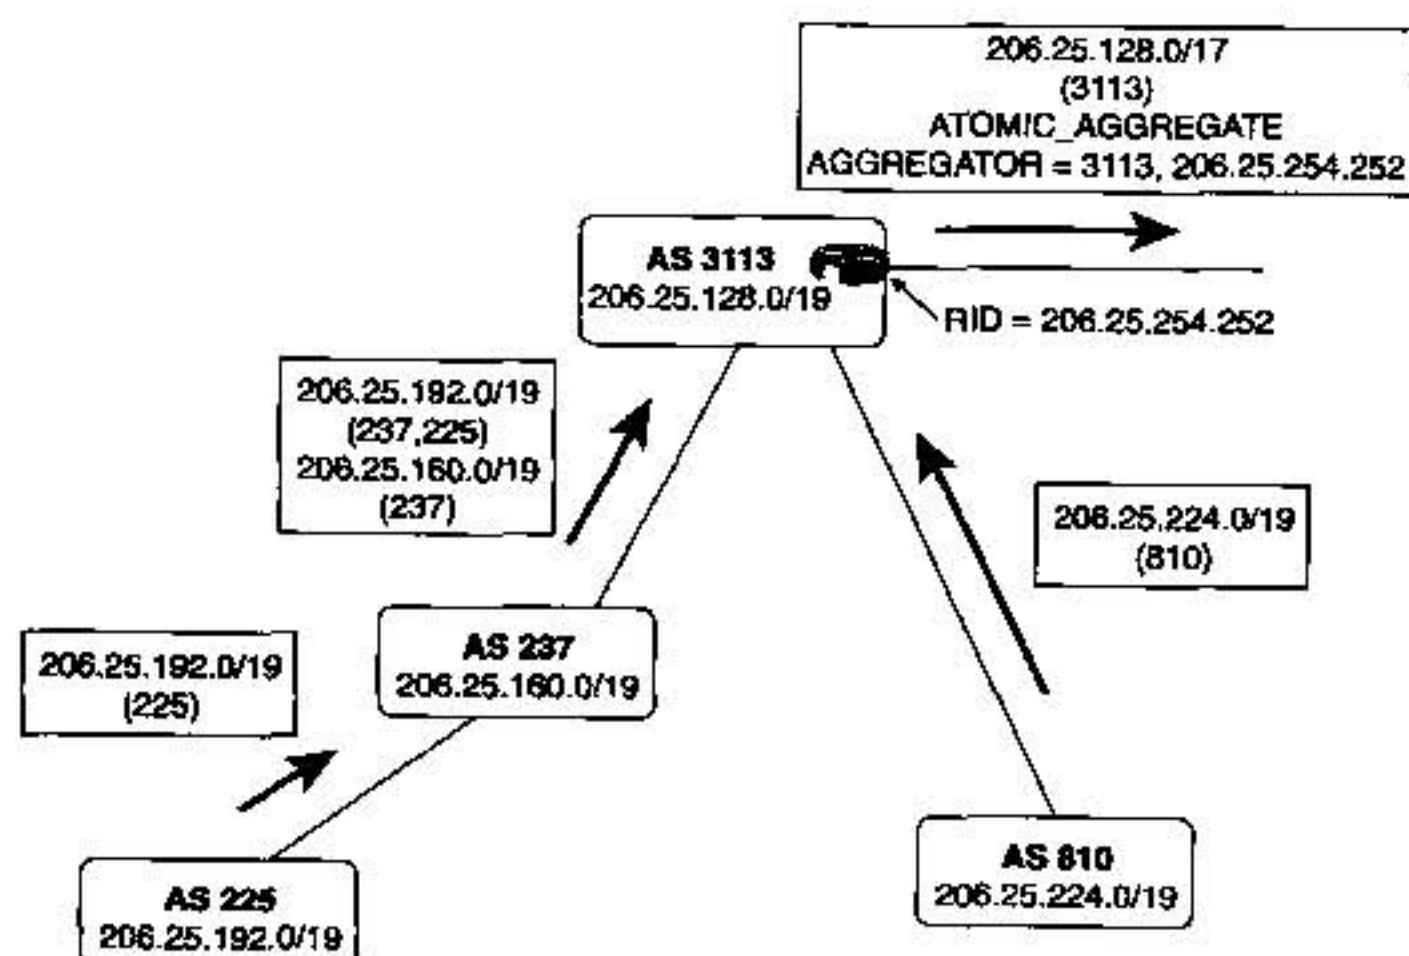 206.25.128.0/17
(3113)
ATOMIC_AGGREGATE
AGGREGATOR = 3113, 206.25.254.252
AS 3113
206.25.128.0/19
RID = 206.25.254.252
206.25.192.0/19
(237,225)
206.25.160.0/19
(237)
206.25.224.0/19
(810)
AS 237
206.25.160.0/19
206.25.192.0/19
(225)
AS 810
206.25.224.0/19
AS 225
206.25.192.0/19